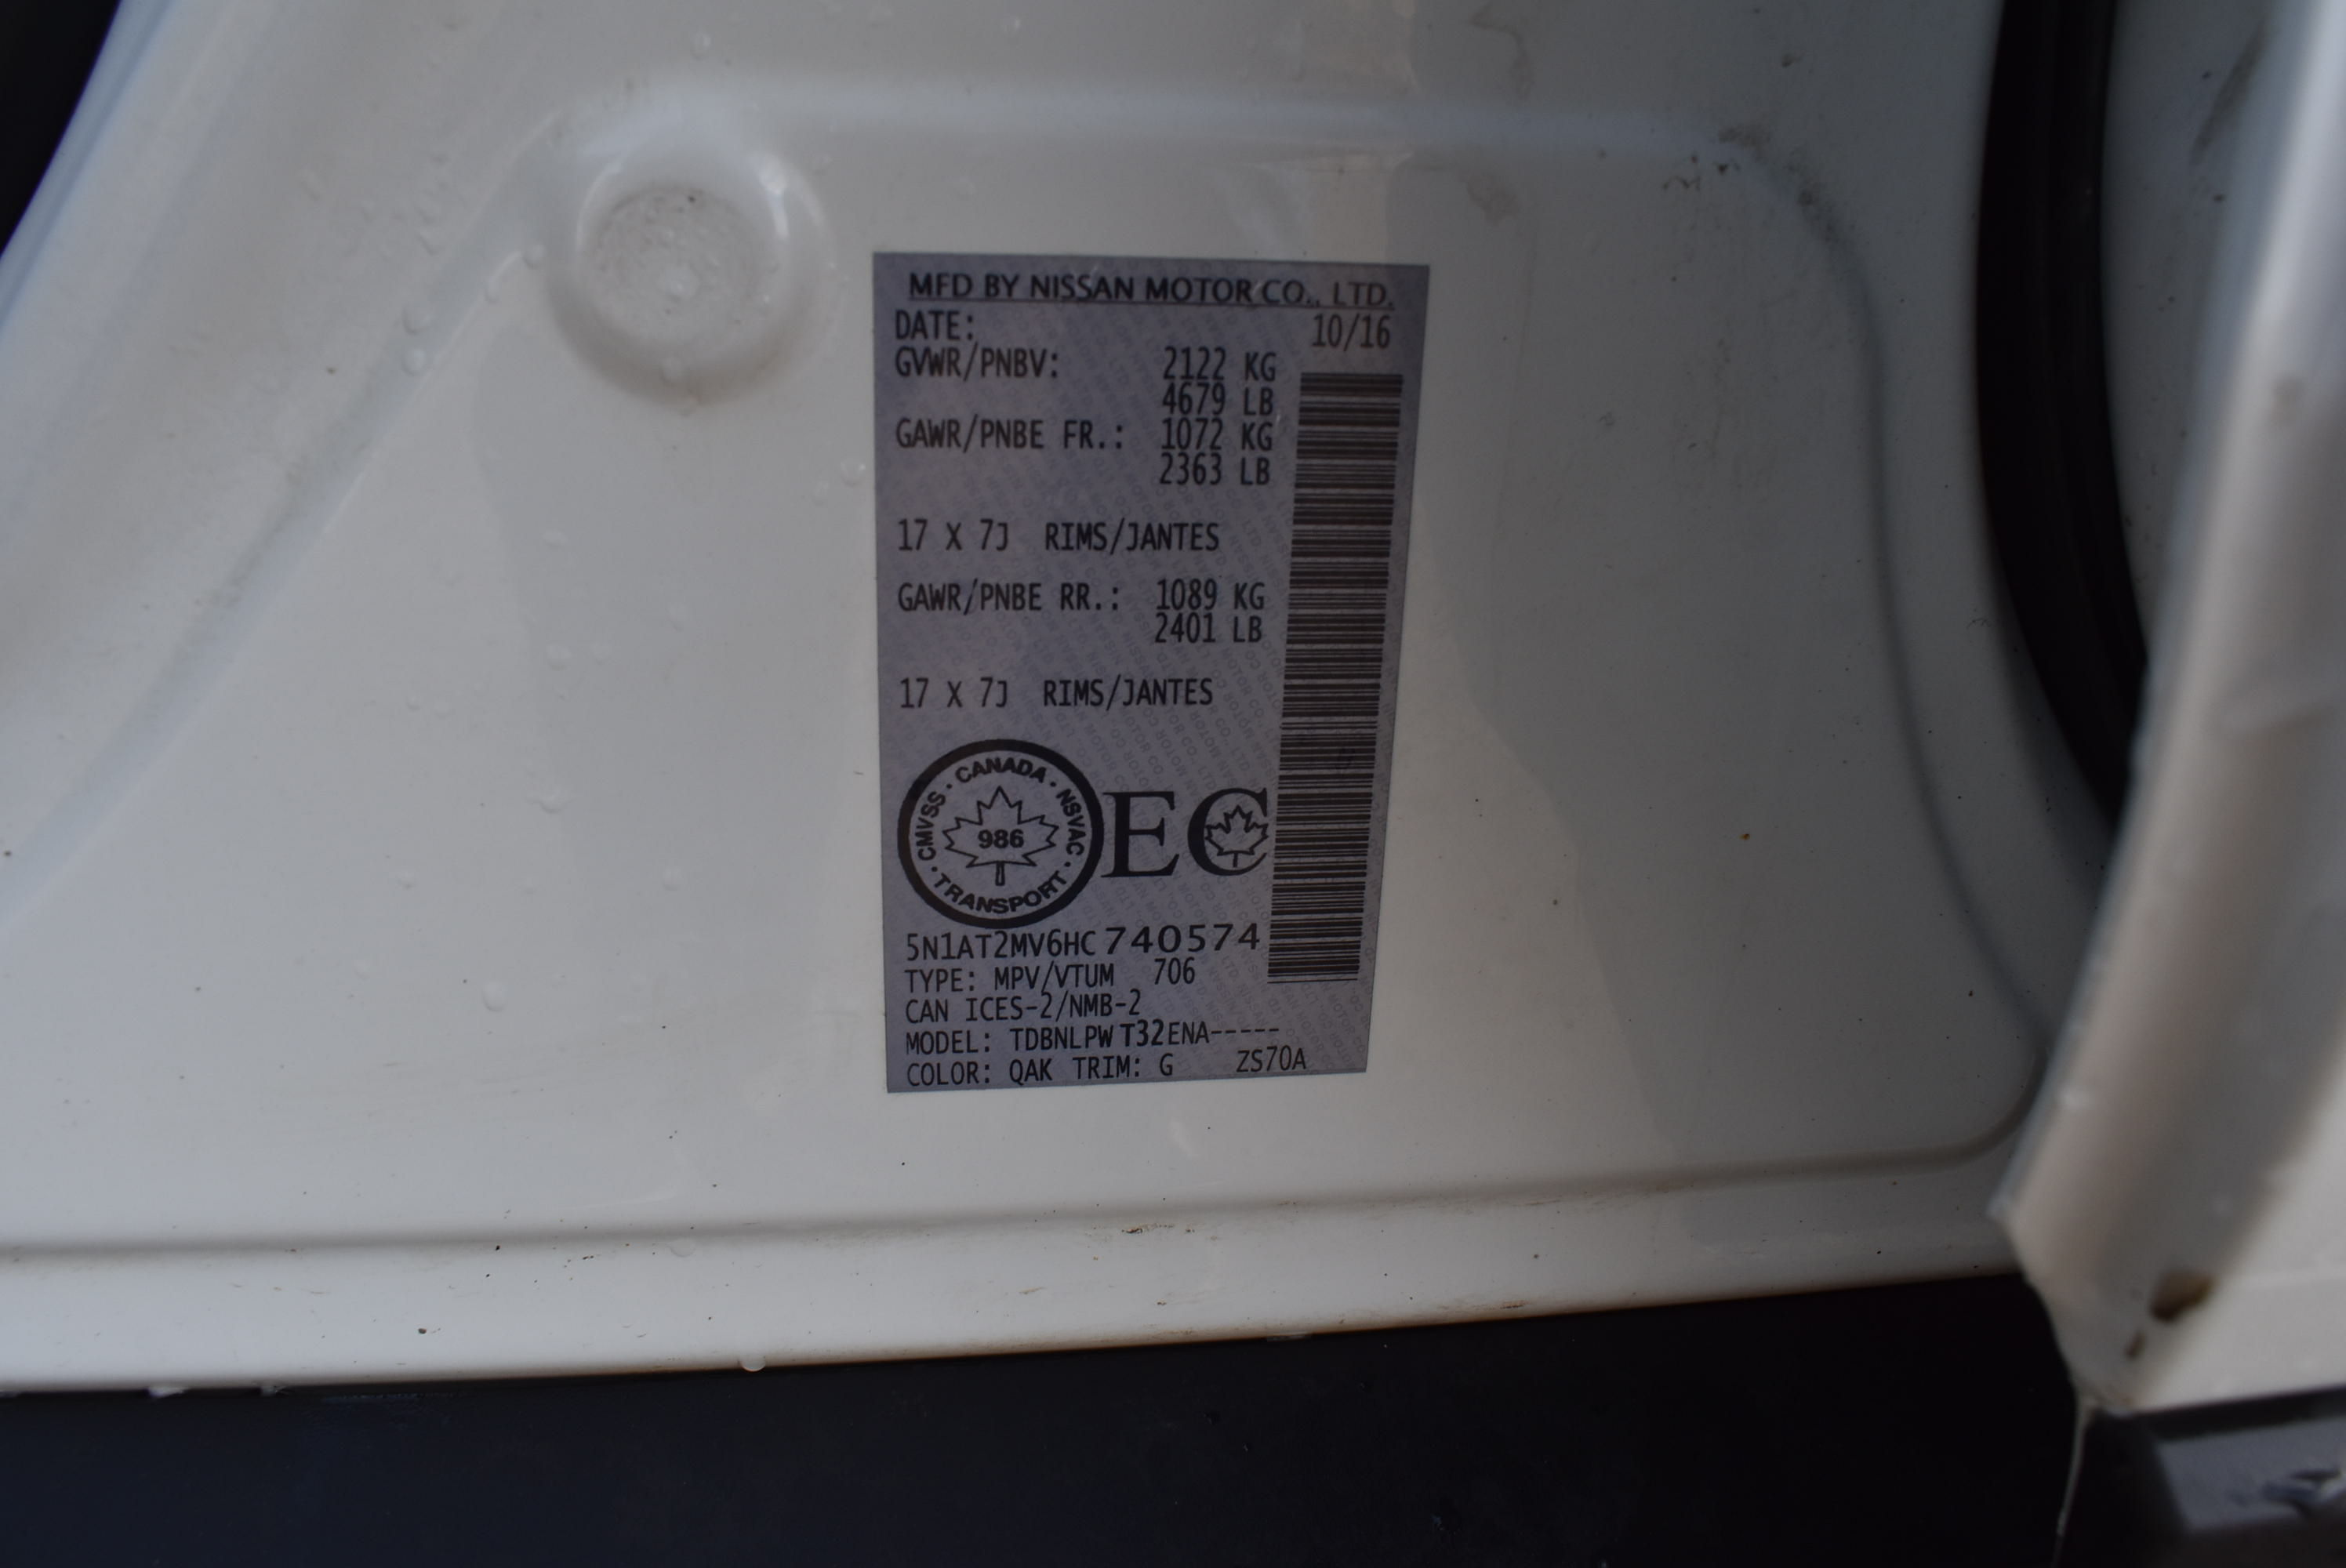 MFD BY NISSAN MOTOR CO., LTD.
DATE: 10/16
GVWR/PNBV: 2122 KG
4679 LB
GAWR/PNBE FR.: 1072 KG
2363 LB
17 X 7J RIMS/JANTES
GAWR/PNBE RR.: 1089 KG
2401 LB
17 X 7J RIMS/JANTES
CMVSS · CANADA · NSVAC · TRANSPORT
986
EC
5N1AT2MV6HC740574
TYPE: MPV/VTUM 706
CAN ICES-2/NMB-2
MODEL: TDBNLPWT32ENA-----
COLOR: QAK TRIM: G ZS70A